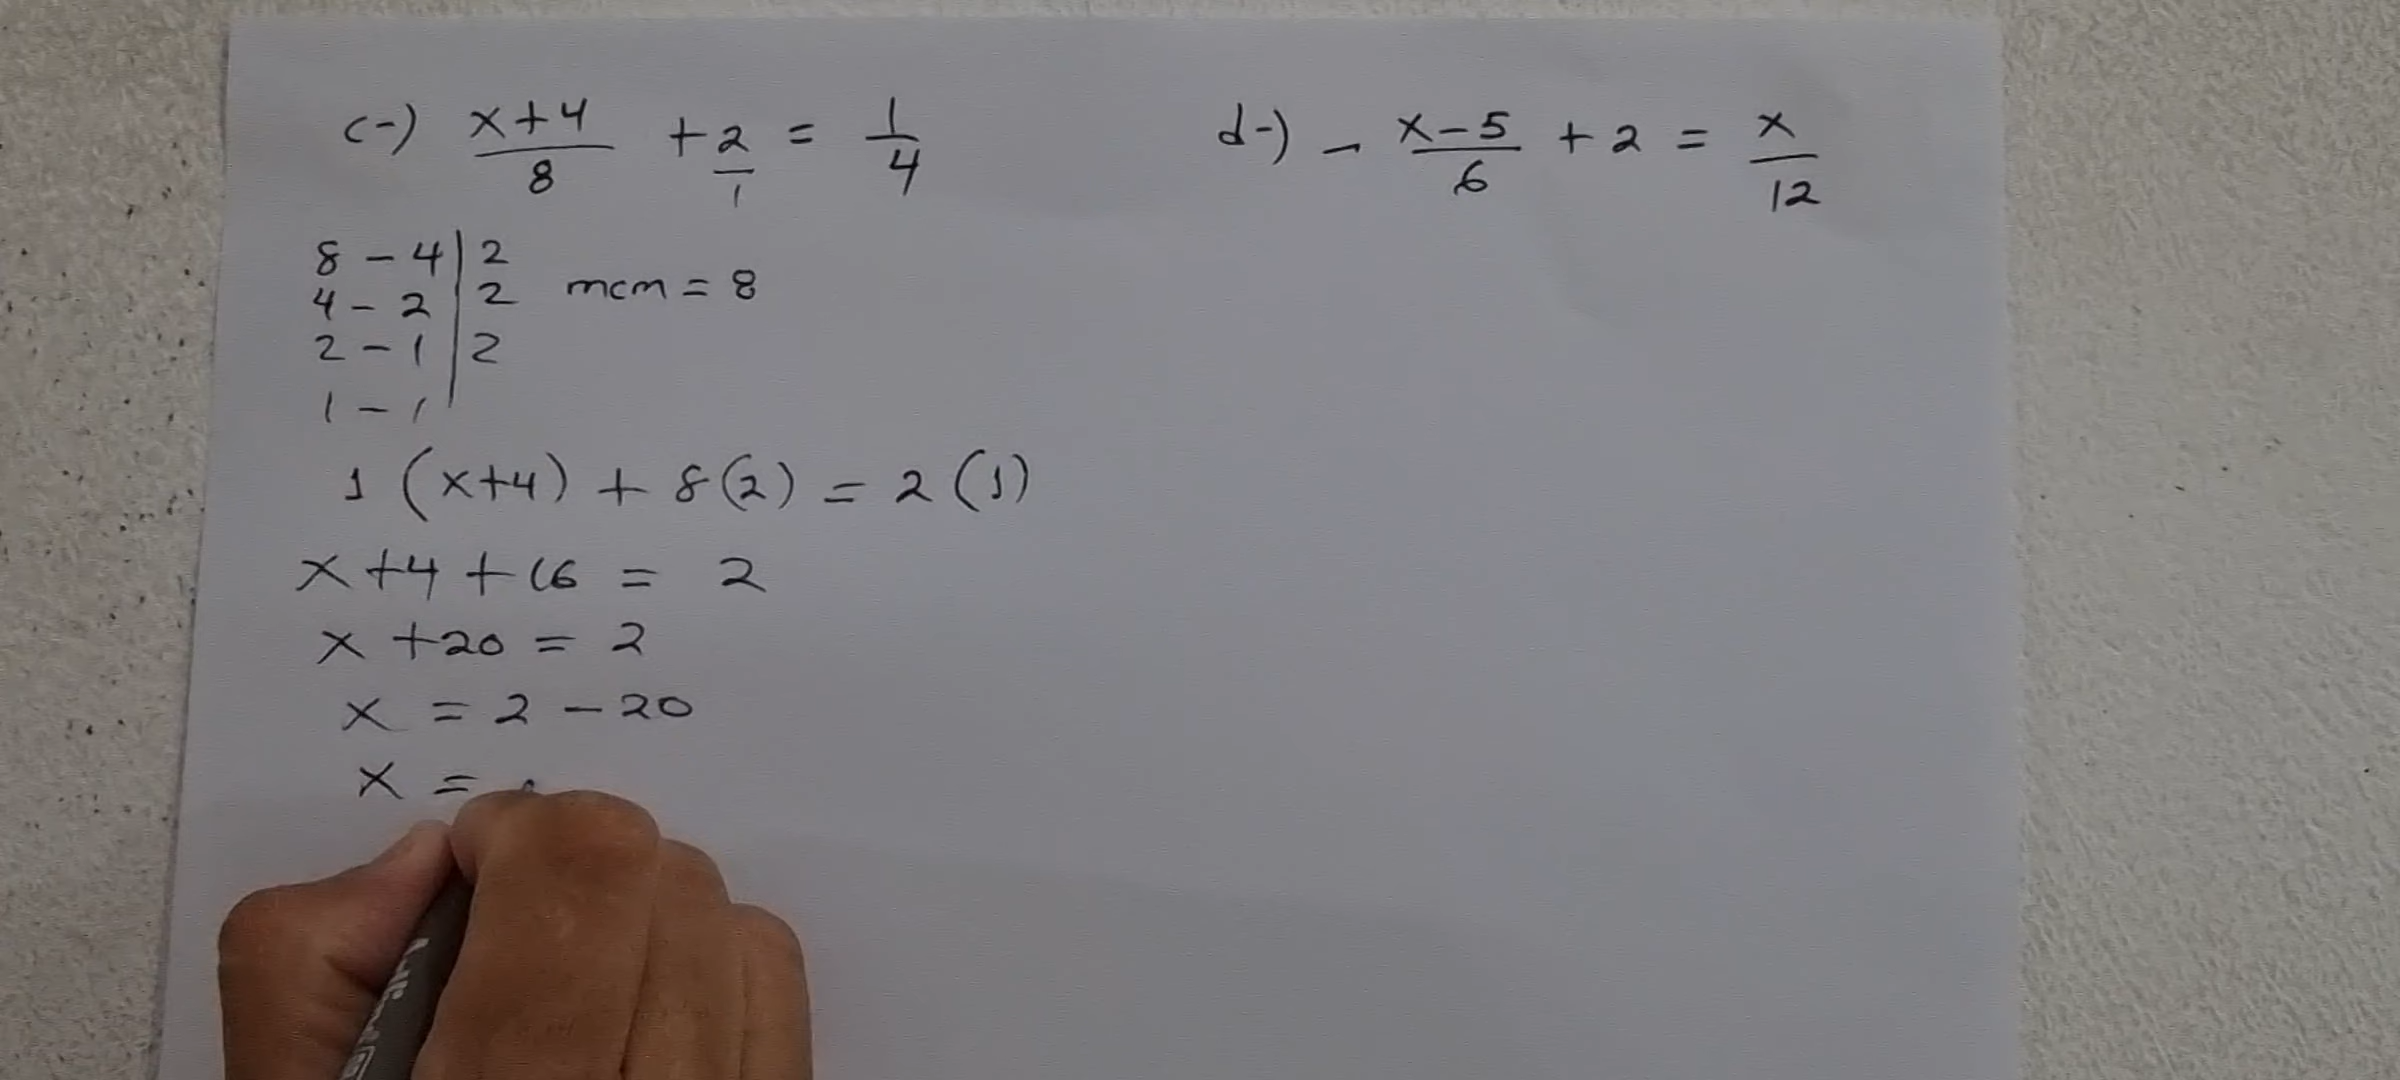 c-) x+4/8 + 2/1 = 1/4
8 - 4 | 2
4 - 2 | 2 mcm = 8
2 - 1 | 2
1 - 1 |
1 (x+4) + 8(2) = 2 (1)
x +4 + 16 = 2
x +20 = 2
x = 2 - 20
x =
d-) - x-5/6 + 2 = x/12